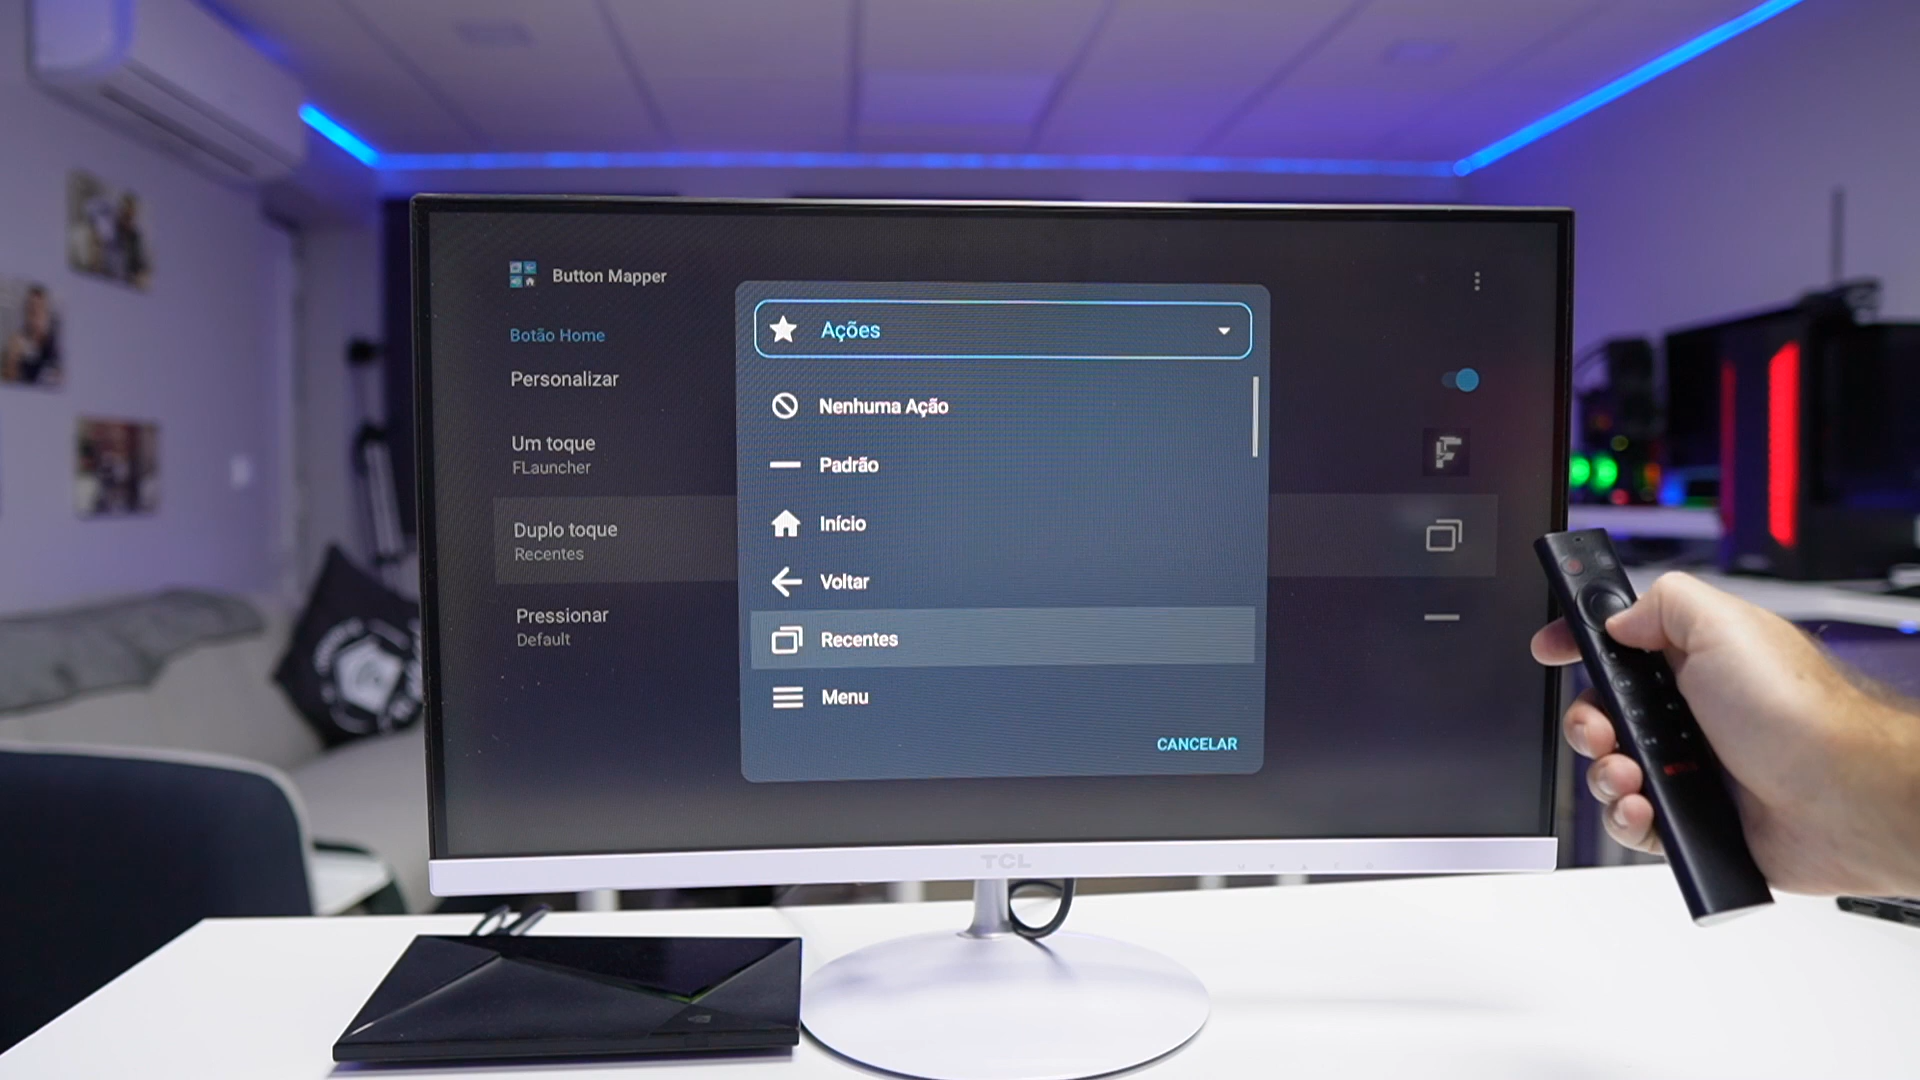 Button Mapper
Botão Home
Personalizar
Um toque
FLauncher
Duplo toque
Recentes
Pressionar
Default
Ações
Nenhuma Ação
Padrão
Início
Voltar
Recentes
Menu
CANCELAR
TCL